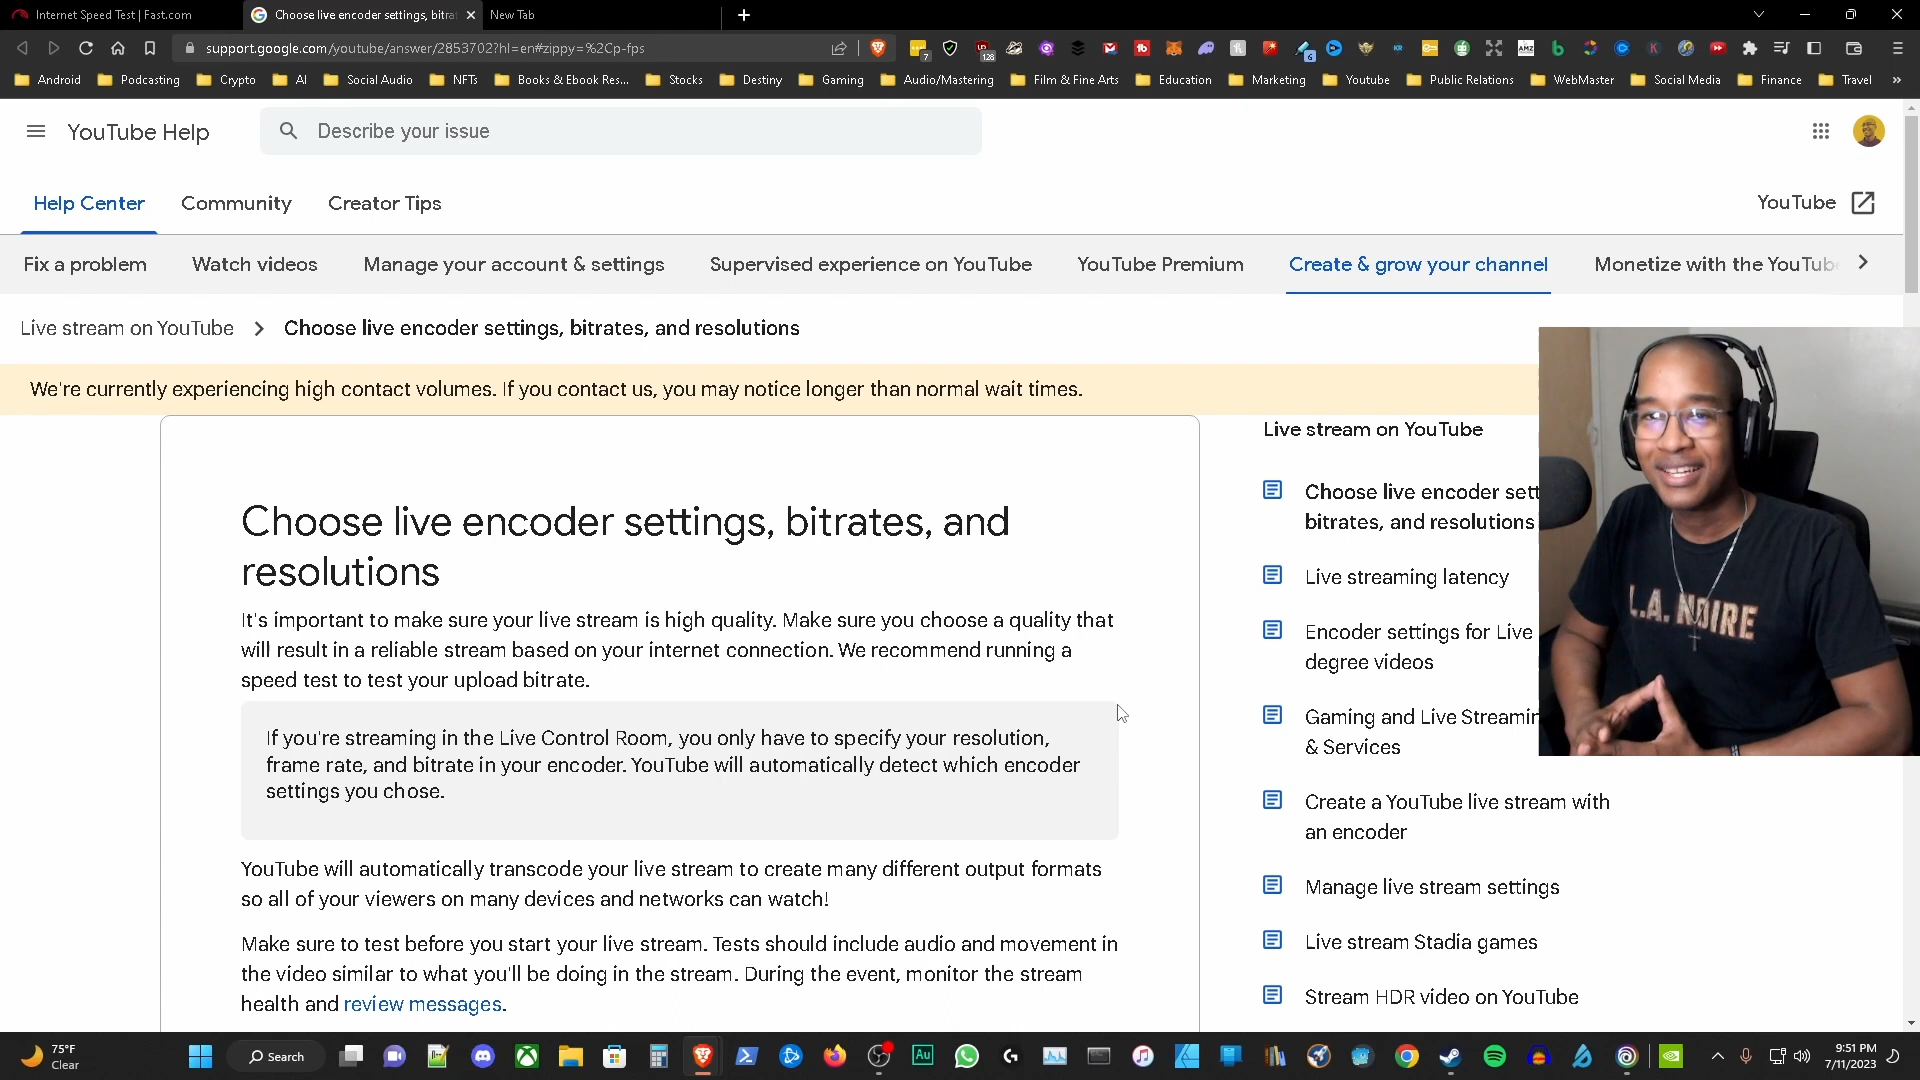 Internet Speed Test | Fast.com
Choose live encoder settings, bitrat
New Tab
support.google.com/youtube/answer/2853702?hl=en#zippy=%2Cp-fps
Android
Podcasting
Crypto
AI
Social Audio
NFTs
Books & Ebook Res...
Stocks
Destiny
Gaming
Audio/Mastering
Film & Fine Arts
Education
Marketing
Youtube
Public Relations
WebMaster
Social Media
Finance
Travel
YouTube Help
Describe your issue
Help Center
Community
Creator Tips
YouTube
Fix a problem
Watch videos
Manage your account & settings
Supervised experience on YouTube
YouTube Premium
Create & grow your channel
Monetize with the YouTube
Live stream on YouTube
Choose live encoder settings, bitrates, and resolutions
We're currently experiencing high contact volumes. If you contact us, you may notice longer than normal wait times.
Choose live encoder settings, bitrates, and
resolutions
It's important to make sure your live stream is high quality. Make sure you choose a quality that
will result in a reliable stream based on your internet connection. We recommend running a
speed test to test your upload bitrate.
If you're streaming in the Live Control Room, you only have to specify your resolution,
frame rate, and bitrate in your encoder. YouTube will automatically detect which encoder
settings you chose.
YouTube will automatically transcode your live stream to create many different output formats
so all of your viewers on many devices and networks can watch!
Make sure to test before you start your live stream. Tests should include audio and movement in
the video similar to what you'll be doing in the stream. During the event, monitor the stream
health and review messages.
Live stream on YouTube
Choose live encoder sett
bitrates, and resolutions
Live streaming latency
Encoder settings for Live
degree videos
Gaming and Live Streamin
& Services
Create a YouTube live stream with
an encoder
Manage live stream settings
Live stream Stadia games
Stream HDR video on YouTube
L.A. NOIRE
75°F
Clear
Search
Au
9:51 PM
7/11/2023